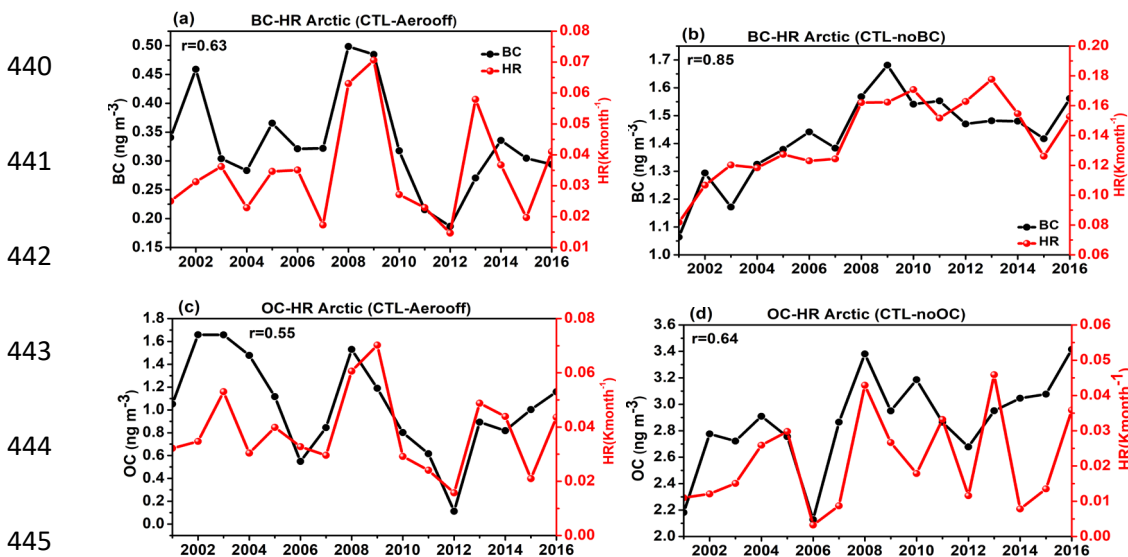 440
441
442
443
444
445
(a) BC-HR Arctic (CTL-Aerooff)
r=0.63
BC
HR
BC (ng m⁻³)
0.50
0.45
0.40
0.35
0.30
0.25
0.20
0.15
HR(Kmonth⁻¹)
0.08
0.07
0.06
0.05
0.04
0.03
0.02
0.01
2002 2004 2006 2008 2010 2012 2014 2016
(b) BC-HR Arctic (CTL-noBC)
r=0.85
BC
HR
BC (ng m⁻³)
1.7
1.6
1.5
1.4
1.3
1.2
1.1
1.0
HR(Kmonth⁻¹)
0.20
0.18
0.16
0.14
0.12
0.10
0.08
0.06
2002 2004 2006 2008 2010 2012 2014 2016
(c) OC-HR Arctic (CTL-Aerooff)
r=0.55
OC (ng m⁻³)
1.8
1.6
1.4
1.2
1.0
0.8
0.6
0.4
0.2
0.0
HR(Kmonth⁻¹)
0.08
0.06
0.04
0.02
0.00
2002 2004 2006 2008 2010 2012 2014 2016
(d) OC-HR Arctic (CTL-noOC)
r=0.64
OC (ng m⁻³)
3.6
3.4
3.2
3.0
2.8
2.6
2.4
2.2
2.0
HR(Kmonth⁻¹)
0.06
0.05
0.04
0.03
0.02
0.01
0.00
2002 2004 2006 2008 2010 2012 2014 2016